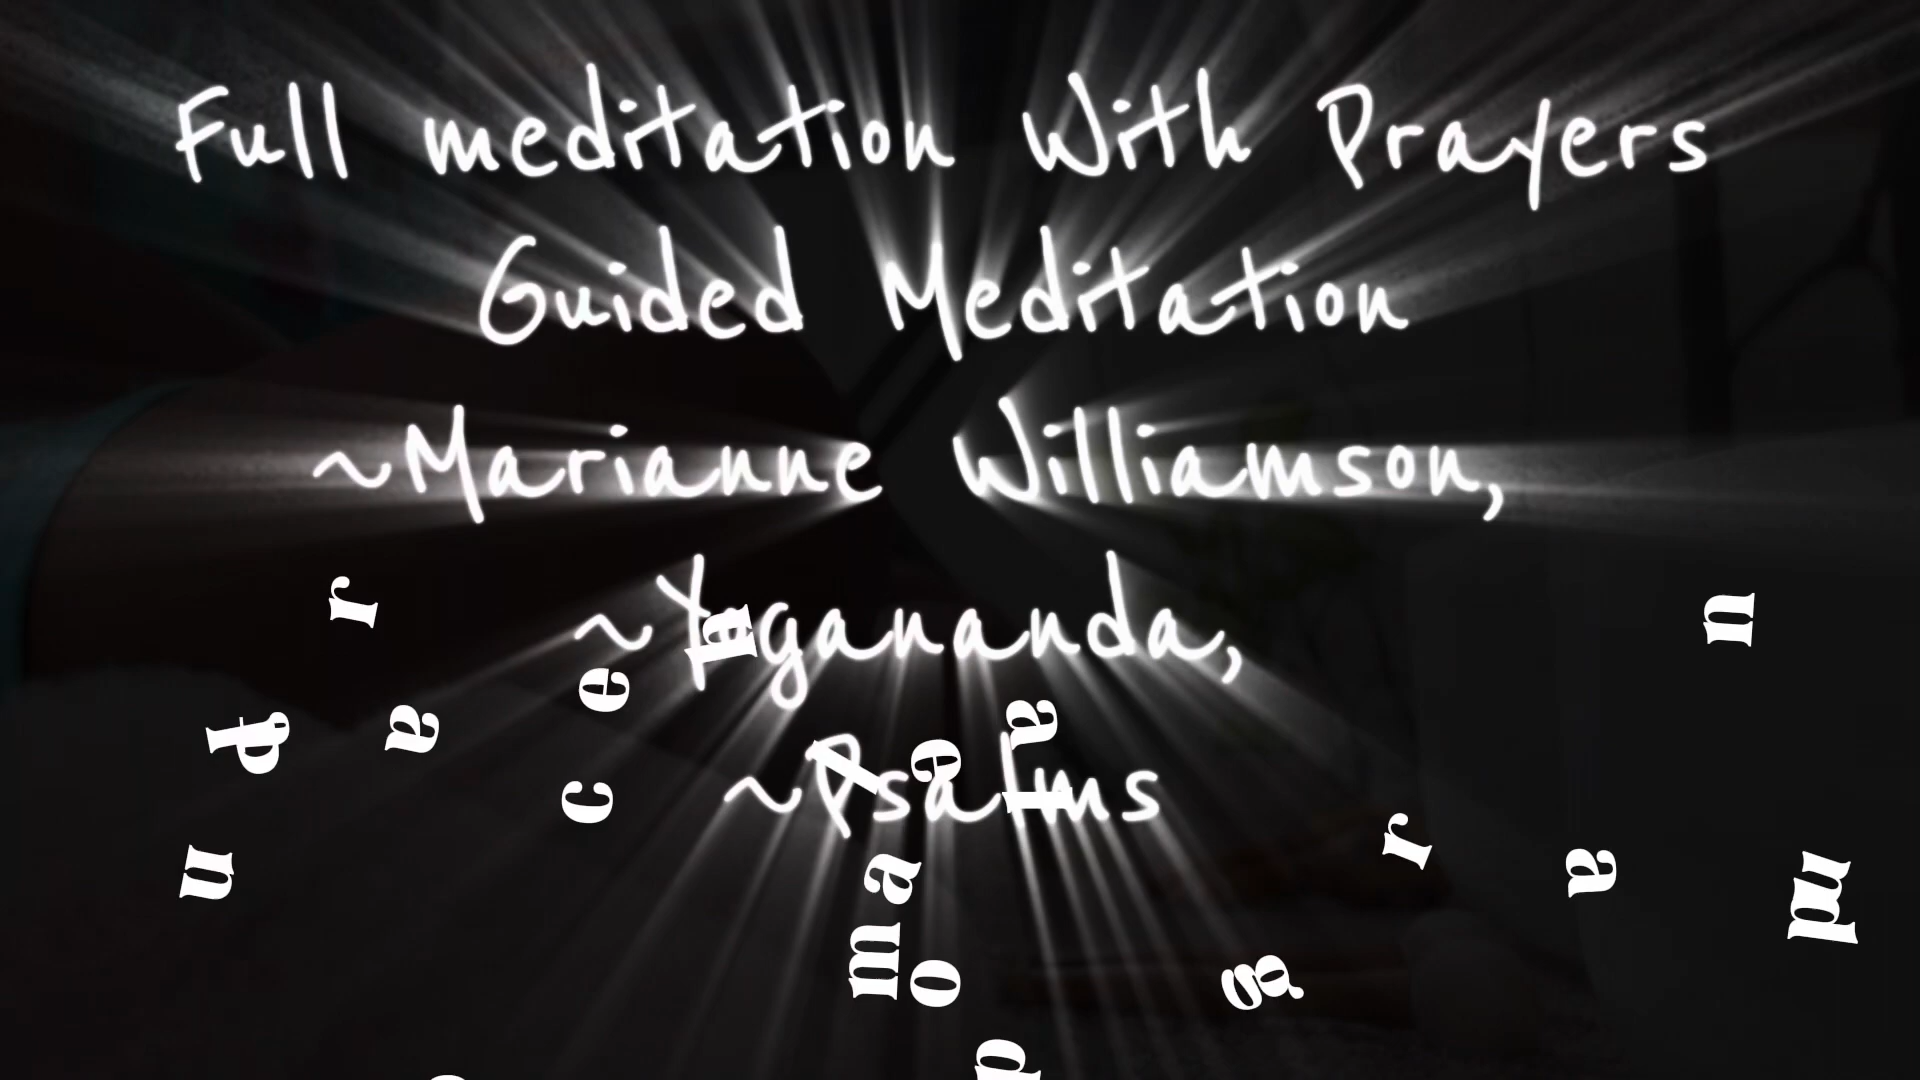 Full meditation With Prayers
Guided Meditation
~Marianne Williamson,
~Yogananda,
~Psalms